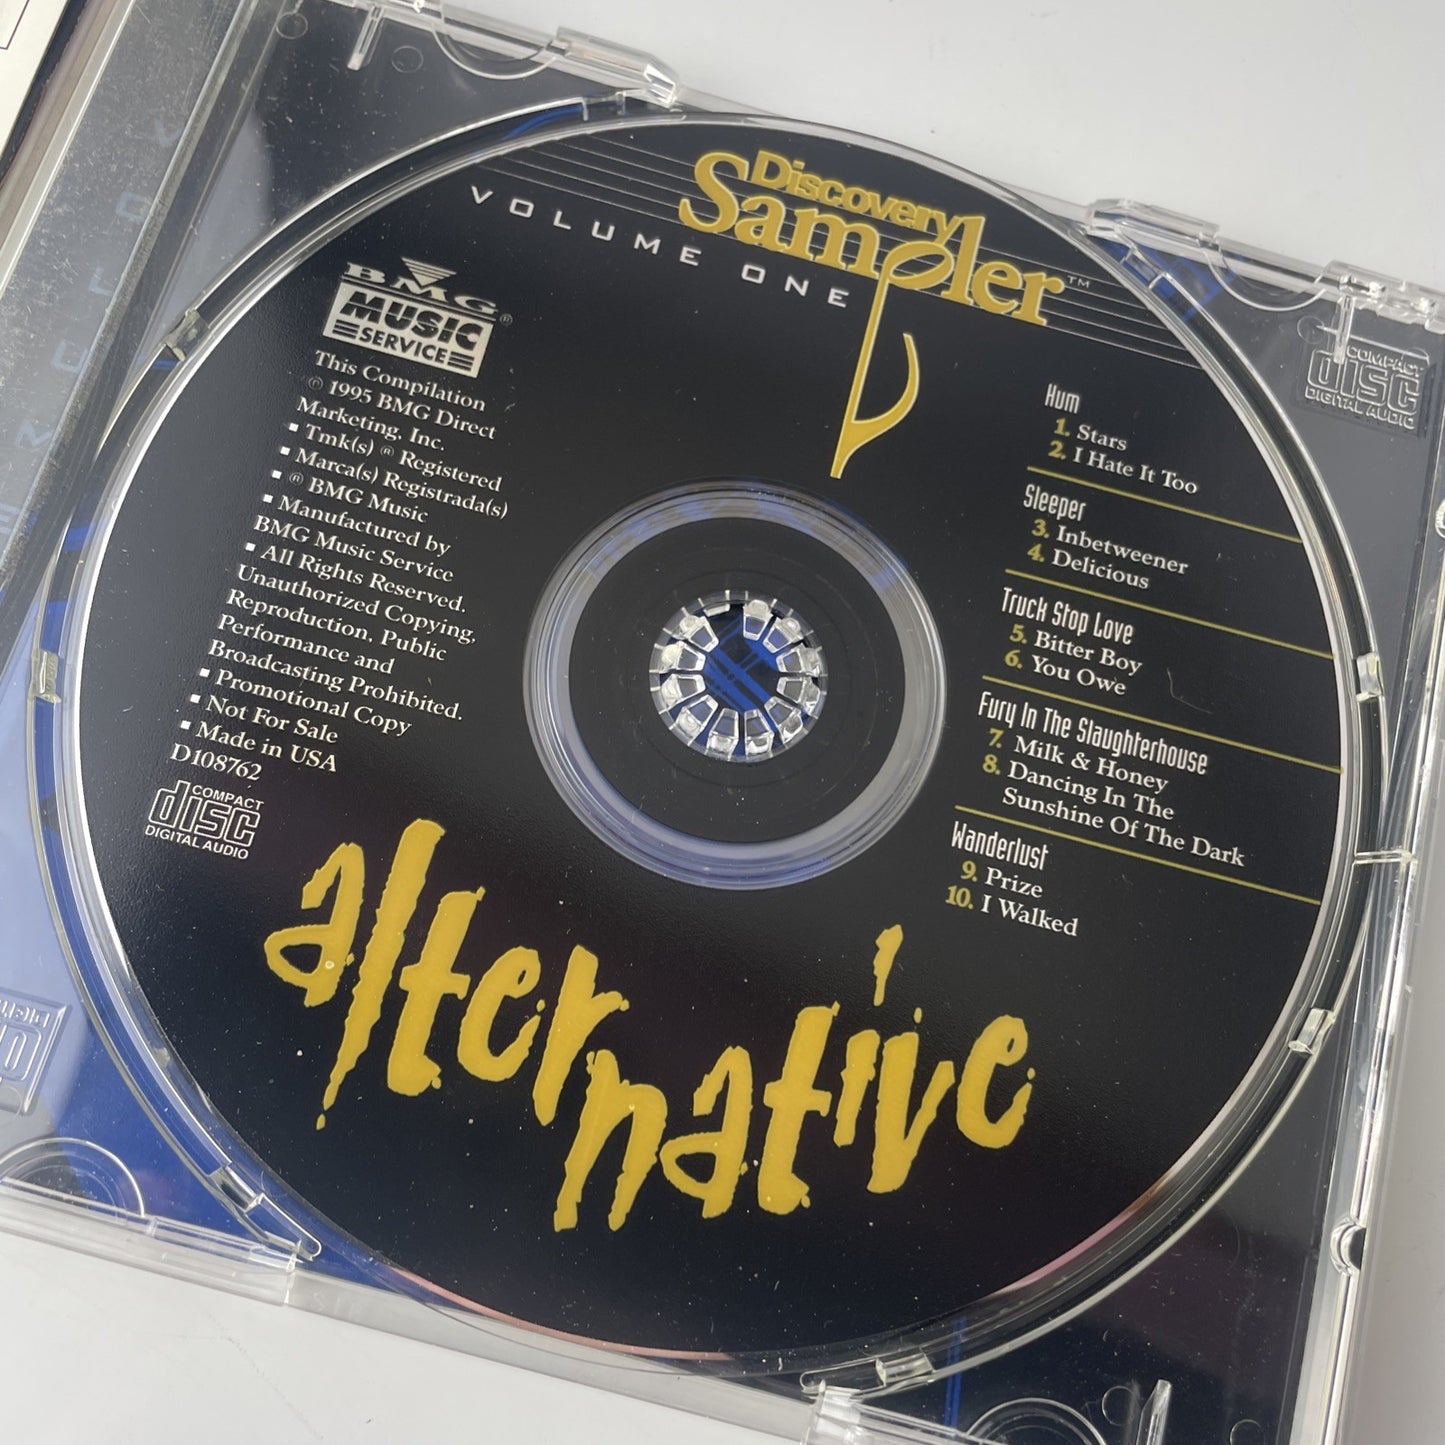 Discovery
Sampler™
VOLUME ONE
BMG
MUSIC
SERVICE®
This Compilation
℗ 1995 BMG Direct
Marketing, Inc.
▪ Tmk(s) ® Registered
▪ Marca(s) Registrada(s)
▪ ® BMG Music
▪ Manufactured by
BMG Music Service
▪ All Rights Reserved.
Unauthorized Copying,
Reproduction, Public
Performance and
Broadcasting Prohibited.
▪ Promotional Copy
▪ Not For Sale
▪ Made in USA
D108762
COMPACT
disc
DIGITAL AUDIO
Hum
1. Stars
2. I Hate It Too
Sleeper
3. Inbetweener
4. Delicious
Truck Stop Love
5. Bitter Boy
6. You Owe
Fury In The Slaughterhouse
7. Milk & Honey
8. Dancing In The
Sunshine Of The Dark
Wanderlust
9. Prize
10. I Walked
alternative
COMPACT
disc
DIGITAL AUDIO